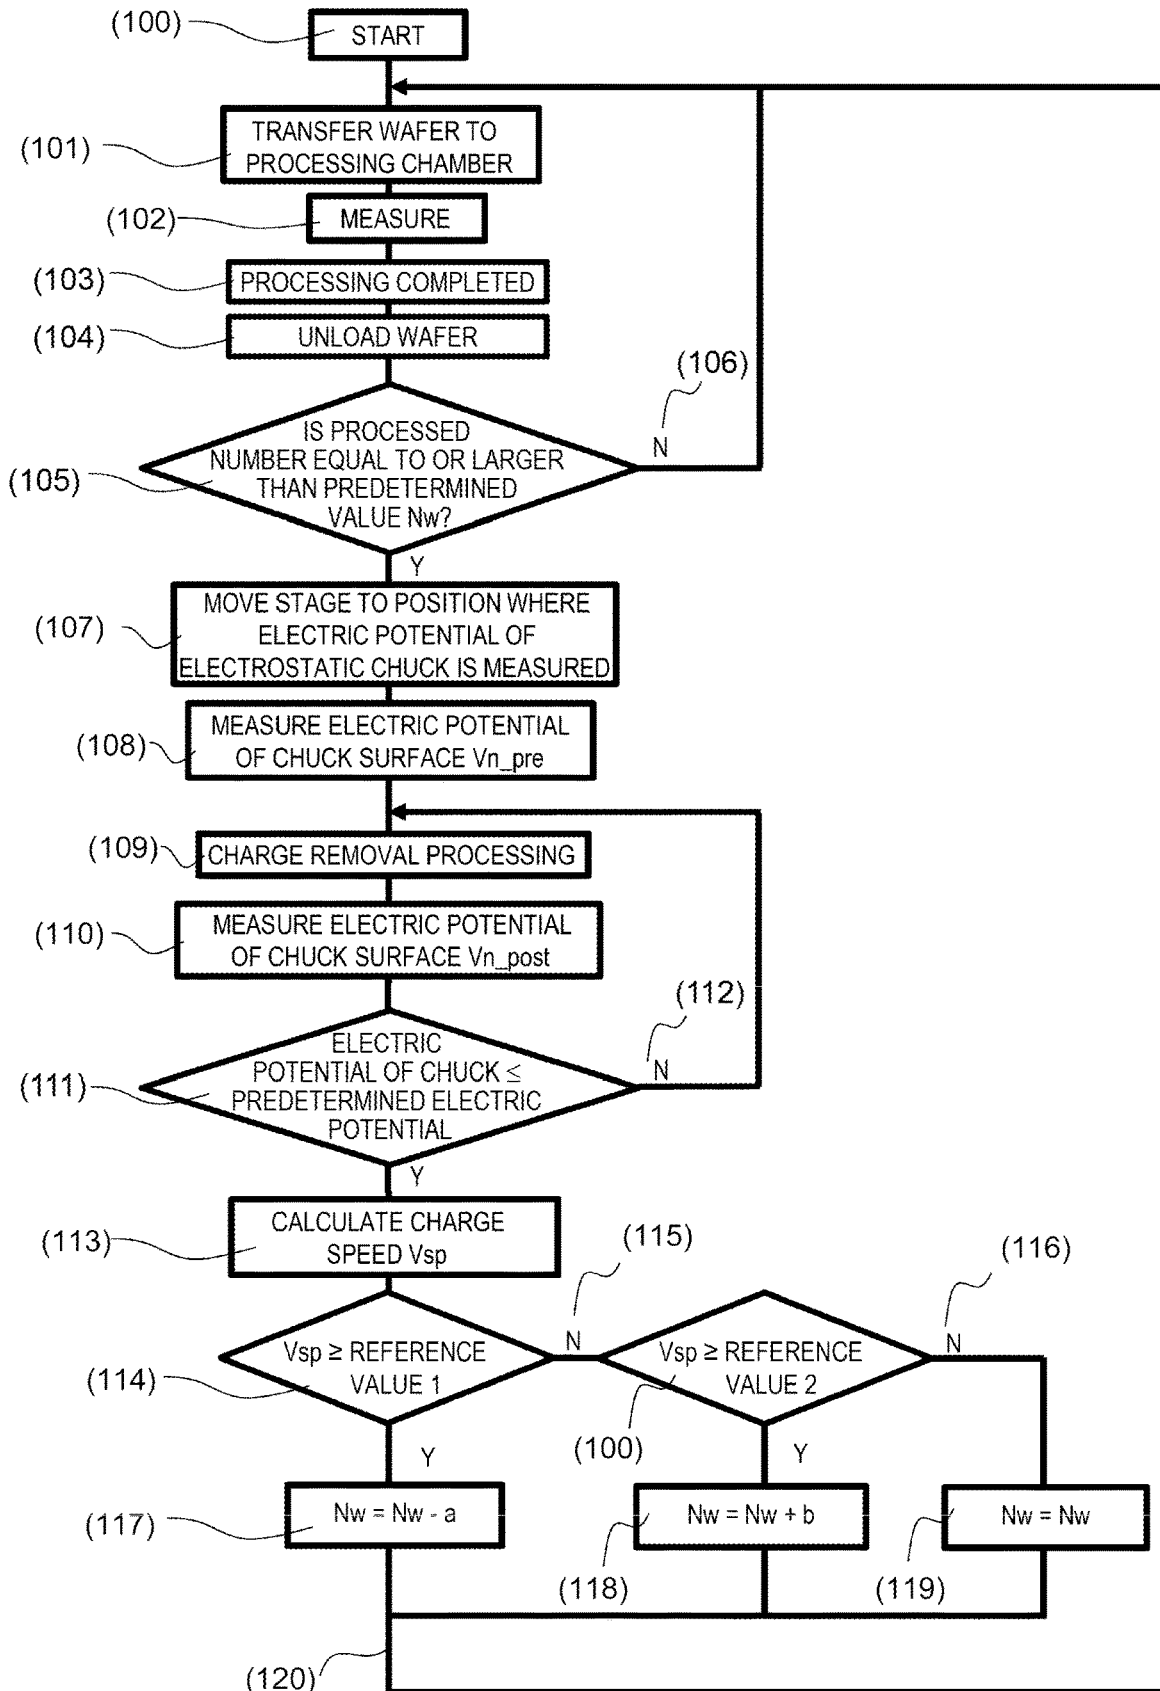 (100)
START
(101)
TRANSFER WAFER TO
PROCESSING CHAMBER
(102)
MEASURE
(103)
PROCESSING COMPLETED
(104)
UNLOAD WAFER
(106)
IS PROCESSED
NUMBER EQUAL TO OR LARGER
THAN PREDETERMINED
VALUE Nw?
N
(105)
Y
(107)
MOVE STAGE TO POSITION WHERE
ELECTRIC POTENTIAL OF
ELECTROSTATIC CHUCK IS MEASURED
(108)
MEASURE ELECTRIC POTENTIAL
OF CHUCK SURFACE Vn_pre
(109)
CHARGE REMOVAL PROCESSING
(110)
MEASURE ELECTRIC POTENTIAL
OF CHUCK SURFACE Vn_post
(112)
(111)
ELECTRIC
POTENTIAL OF CHUCK ≤
PREDETERMINED ELECTRIC
POTENTIAL
N
Y
(113)
CALCULATE CHARGE
SPEED Vsp
(115)
(116)
(114)
Vsp ≥ REFERENCE
VALUE 1
N
Vsp ≥ REFERENCE
VALUE 2
N
(100)
Y
Y
(117)
Nw = Nw - a
Nw = Nw + b
Nw = Nw
(118)
(119)
(120)